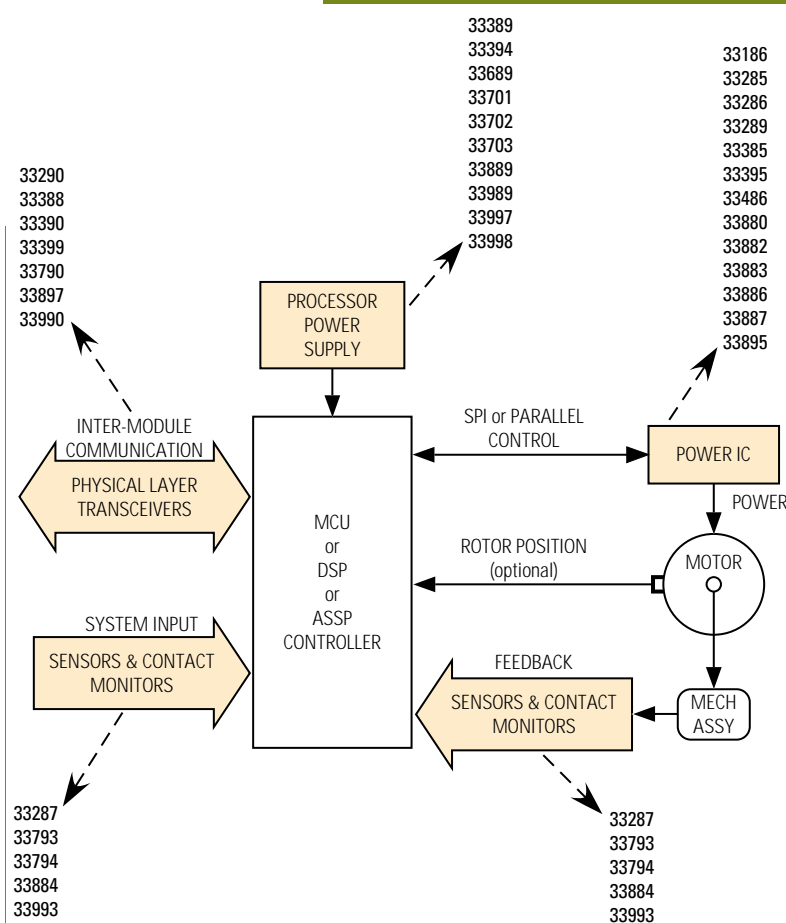 33389
33394
33689
33701
33702
33703
33889
33989
33997
33998
33186
33285
33286
33289
33385
33395
33486
33880
33882
33883
33886
33887
33895
33290
33388
33390
33399
33790
33897
33990
PROCESSOR
POWER
SUPPLY
INTER-MODULE
COMMUNICATION
PHYSICAL LAYER
TRANSCEIVERS
SPI or PARALLEL
CONTROL
POWER IC
POWER
MCU
or
DSP
or
ASSP
CONTROLLER
ROTOR POSITION
(optional)
MOTOR
SYSTEM INPUT
SENSORS & CONTACT
MONITORS
FEEDBACK
SENSORS & CONTACT
MONITORS
MECH
ASSY
33287
33793
33794
33884
33993
33287
33793
33794
33884
33993